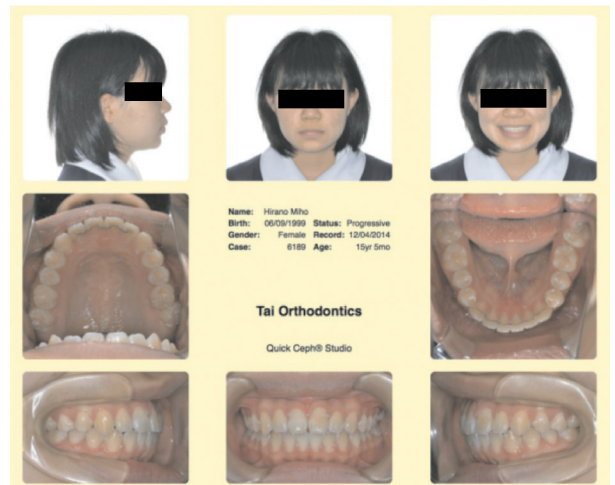 Name: Hirano Miho
Birth: 06/09/1999 Status: Progressive
Gender: Female Record: 12/04/2014
Case: 6189 Age: 15yr 5mo
Tai Orthodontics
Quick Ceph® Studio